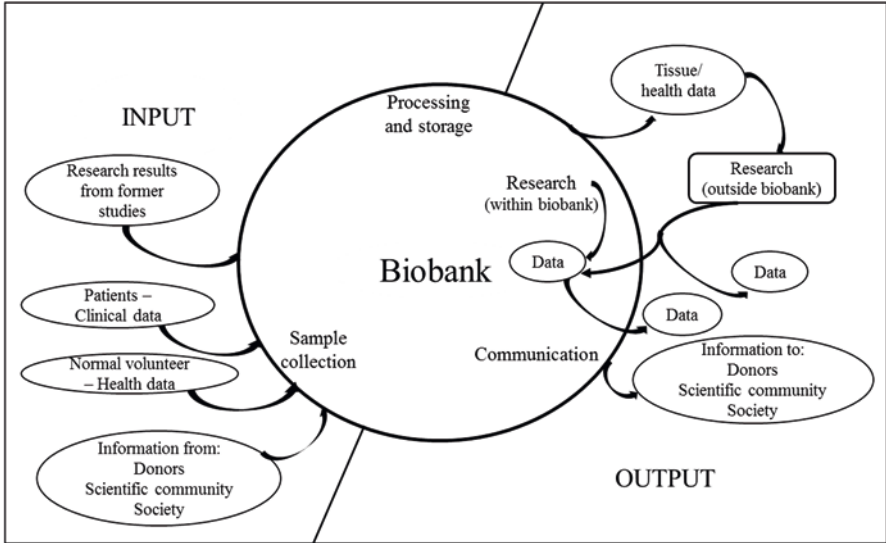 INPUT
Research results
from former
studies
Patients –
Clinical data
Normal volunteer
– Health data
Information from:
Donors
Scientific community
Society
Processing
and storage
Research
(within biobank)
Data
Biobank
Sample
collection
Communication
Tissue/
health data
Research
(outside biobank)
Data
Data
Information to:
Donors
Scientific community
Society
OUTPUT